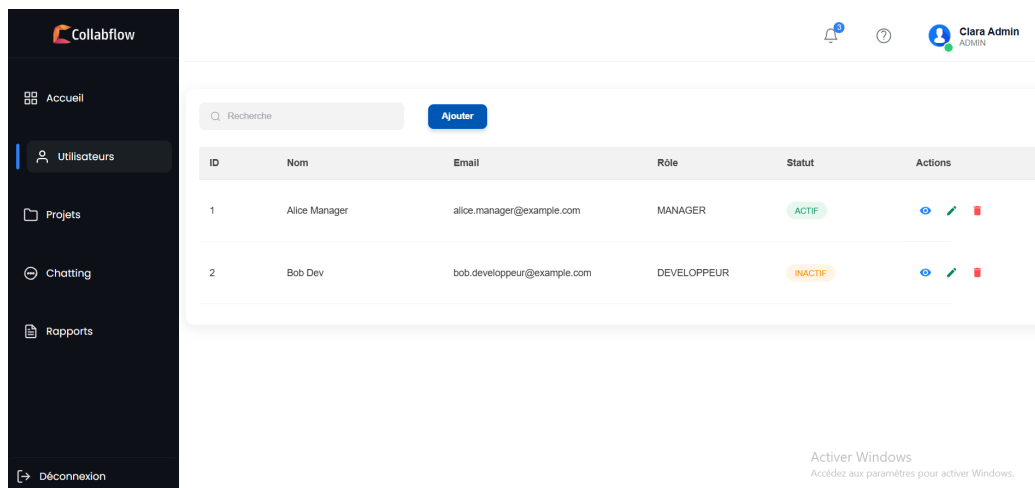 Collabflow
3
Clara Admin
ADMIN
Accueil
Utilisateurs
Projets
Chatting
Rapports
Déconnexion
Recherche
Ajouter
ID Nom Email Rôle Statut Actions
1 Alice Manager alice.manager@example.com MANAGER ACTIF
2 Bob Dev bob.developpeur@example.com DEVELOPPEUR INACTIF
Activer Windows
Accédez aux paramètres pour activer Windows.